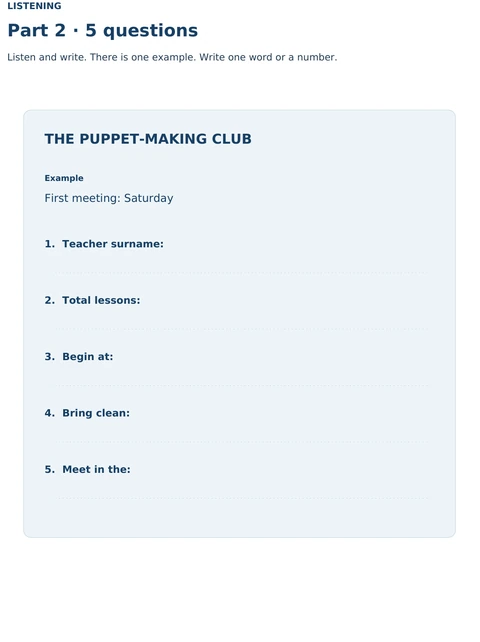 LISTENING
Part 2 · 5 questions
Listen and write. There is one example. Write one word or a number.
THE PUPPET-MAKING CLUB
Example
First meeting: Saturday
1. Teacher surname:
2. Total lessons:
3. Begin at:
4. Bring clean:
5. Meet in the: